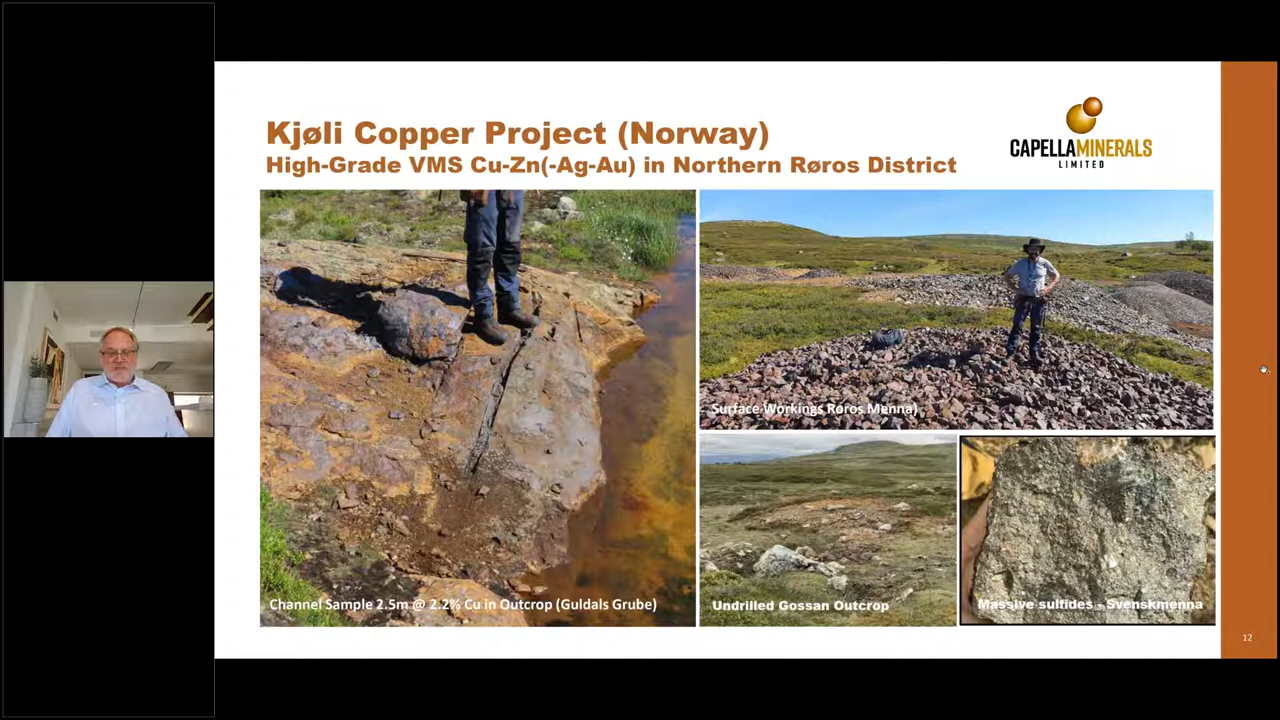 Kjøli Copper Project (Norway)
High-Grade VMS Cu-Zn(-Ag-Au) in Northern Røros District
CAPELLAMINERALS
LIMITED
Surface Workings Røros Menna)
Channel Sample 2.5m @ 2.2% Cu in Outcrop (Guldals Grube)
Undrilled Gossan Outcrop
Massive sulfides - Svenskmenna
12